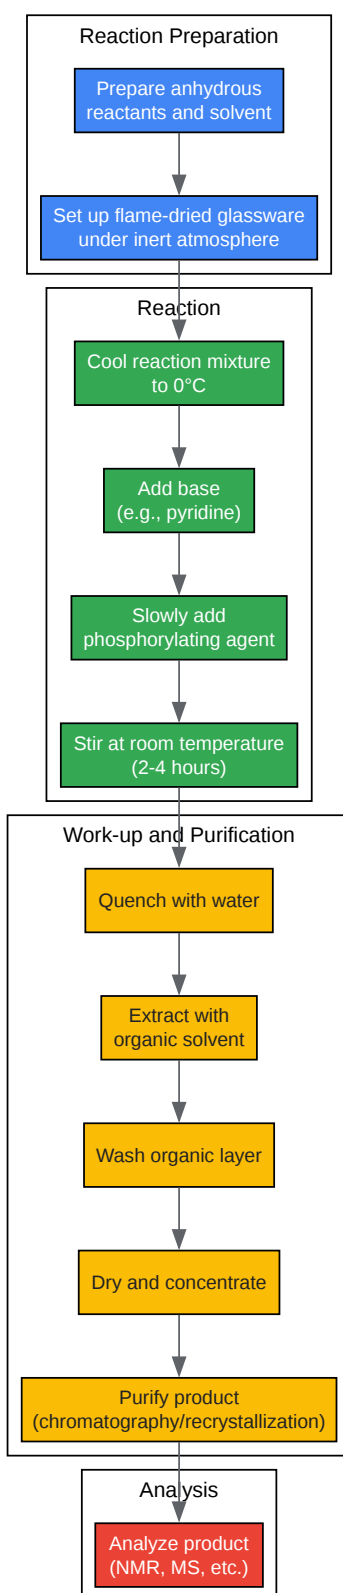 Reaction Preparation
Prepare anhydrous
reactants and solvent
Set up flame-dried glassware
under inert atmosphere
Reaction
Cool reaction mixture
to 0°C
Add base
(e.g., pyridine)
Slowly add
phosphorylating agent
Stir at room temperature
(2-4 hours)
Work-up and Purification
Quench with water
Extract with
organic solvent
Wash organic layer
Dry and concentrate
Purify product
(chromatography/recrystallization)
Analysis
Analyze product
(NMR, MS, etc.)